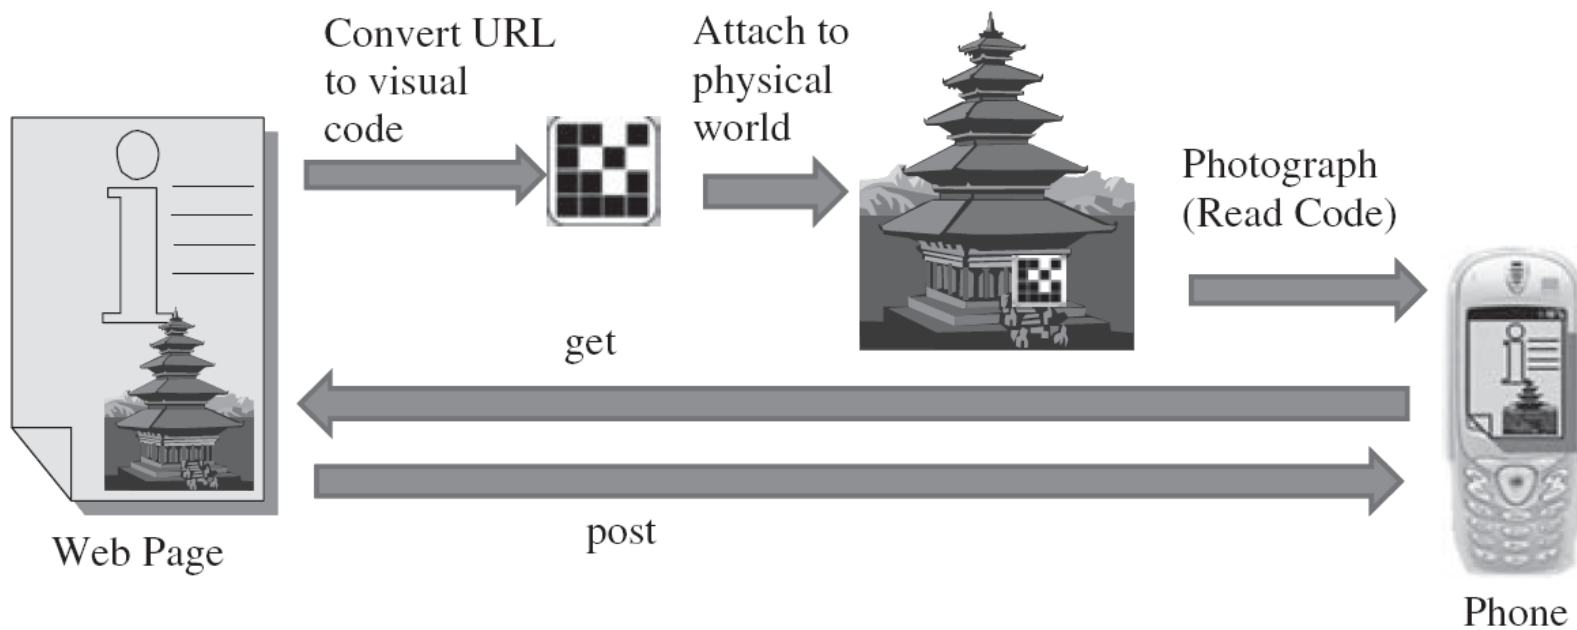 Convert URL
to visual
code
Attach to
physical
world
Photograph
(Read Code)
get
post
Web Page
Phone